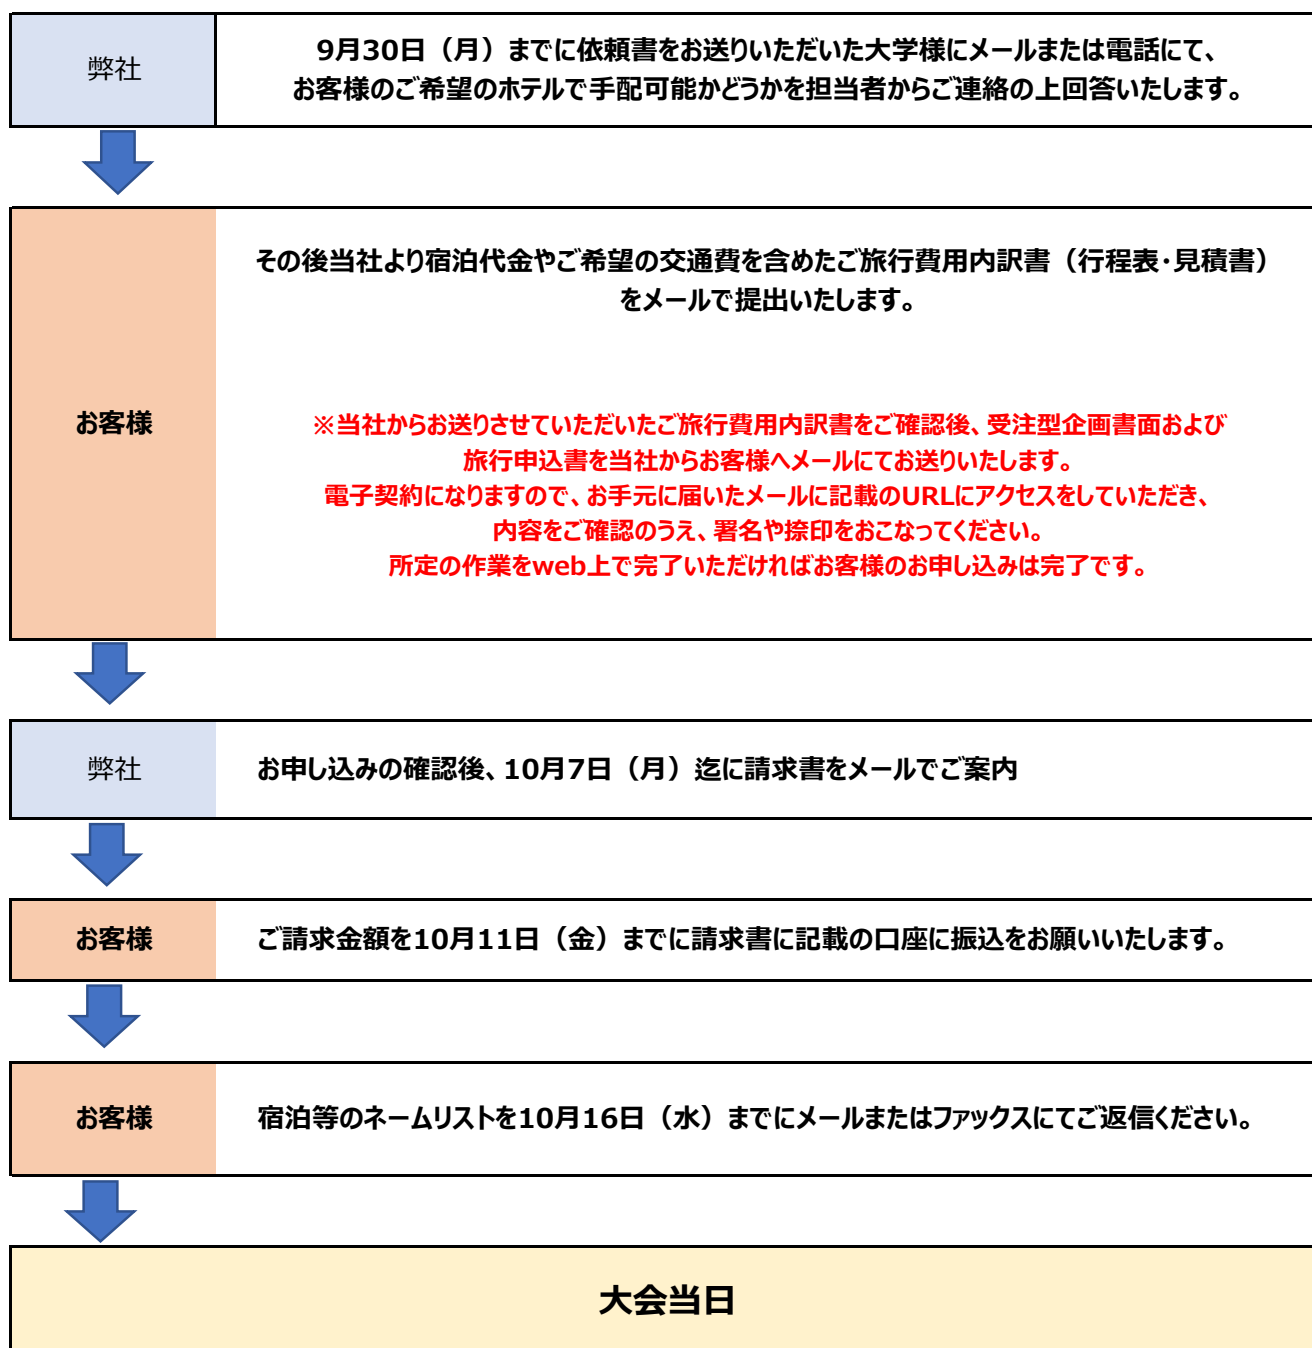 弊社
9月30日（月）までに依頼書をお送りいただいた大学様にメールまたは電話にて、
お客様のご希望のホテルで手配可能かどうかを担当者からご連絡の上回答いたします。
お客様
その後当社より宿泊代金やご希望の交通費を含めたご旅行費用内訳書（行程表・見積書）
をメールで提出いたします。
※当社からお送りさせていただいたご旅行費用内訳書をご確認後、受注型企画書面および
旅行申込書を当社からお客様へメールにてお送りいたします。
電子契約になりますので、お手元に届いたメールに記載のURLにアクセスをしていただき、
内容をご確認のうえ、署名や捺印をおこなってください。
所定の作業をweb上で完了いただければお客様のお申し込みは完了です。
弊社
お申し込みの確認後、10月7日（月）迄に請求書をメールでご案内
お客様
ご請求金額を10月11日（金）までに請求書に記載の口座に振込をお願いいたします。
お客様
宿泊等のネームリストを10月16日（水）までにメールまたはファックスにてご返信ください。
大会当日